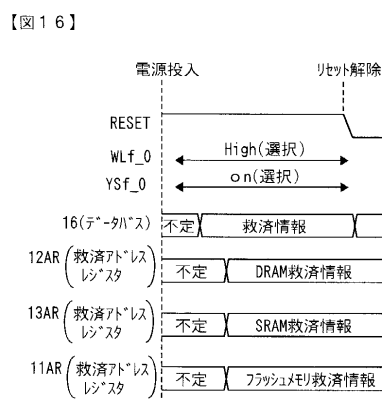 【図１６】
電源投入 リセット解除
RESET
WLf_0 High(選択)
YSf_0 on(選択)
16(データバス) 不定 救済情報
12AR(救済アドレスレジスタ) 不定 DRAM救済情報
13AR(救済アドレスレジスタ) 不定 SRAM救済情報
11AR(救済アドレスレジスタ) 不定 フラッシュメモリ救済情報